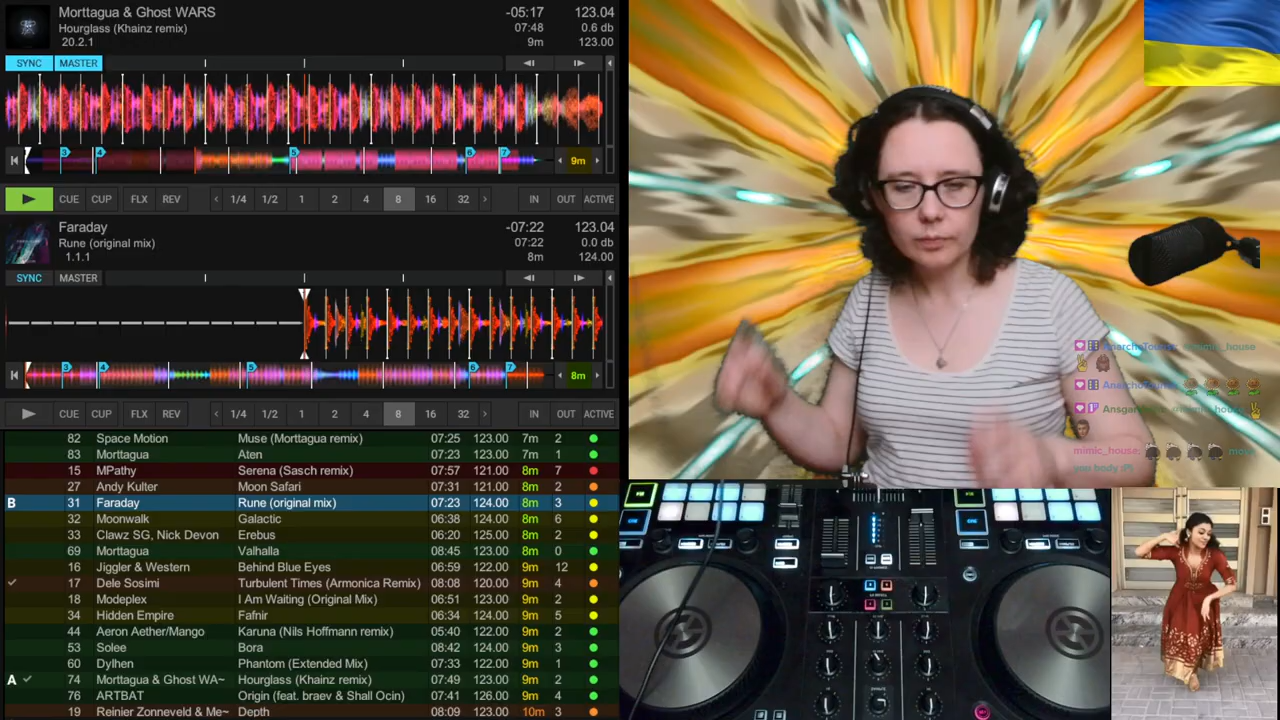 Morttagua & Ghost WARS -05:17 123.04
Hourglass (Khainz remix) 07:48 0.6 db
20.2.1 9m 123.00
SYNC MASTER
3 4 5 6 7 9m
CUE CUP FLX REV 1/4 1/2 1 2 4 8 16 32 IN OUT ACTIVE
Faraday -07:22 123.04
Rune (original mix) 07:22 0.0 db
1.1.1 8m 124.00
SYNC MASTER
3 4 5 6 7 8m
CUE CUP FLX REV 1/4 1/2 1 2 4 8 16 32 IN OUT ACTIVE
82 Space Motion Muse (Morttagua remix) 07:25 123.00 7m 2
83 Morttagua Aten 07:23 123.00 7m 1
15 MPathy Serena (Sasch remix) 07:57 121.00 8m 7
27 Andy Kulter Moon Safari 07:31 121.00 8m 2
B 31 Faraday Rune (original mix) 07:23 124.00 8m 3
32 Moonwalk Galactic 06:38 124.00 8m 6
33 Clawz SG, Nick Devon Erebus 06:20 125.00 8m 2
69 Morttagua Valhalla 08:45 123.00 8m 0
16 Jiggler & Western Behind Blue Eyes 06:59 122.00 9m 12
17 Dele Sosimi Turbulent Times (Armonica Remix) 08:08 120.00 9m 4
18 Modeplex I Am Waiting (Original Mix) 06:51 123.00 9m 2
34 Hidden Empire Fafnir 06:34 124.00 9m 5
44 Aeron Aether/Mango Karuna (Nils Hoffmann remix) 05:40 122.00 9m 2
53 Solee Bora 08:42 124.00 9m 3
60 Dylhen Phantom (Extended Mix) 07:33 122.00 9m 1
A 74 Morttagua & Ghost WA~ Hourglass (Khainz remix) 07:49 123.00 9m 2
76 ARTBAT Origin (feat. braev & Shall Ocin) 07:41 126.00 9m 4
19 Reinier Zonneveld & Me~ Depth 08:09 123.00 10m 3
mimic_house:
you body :P